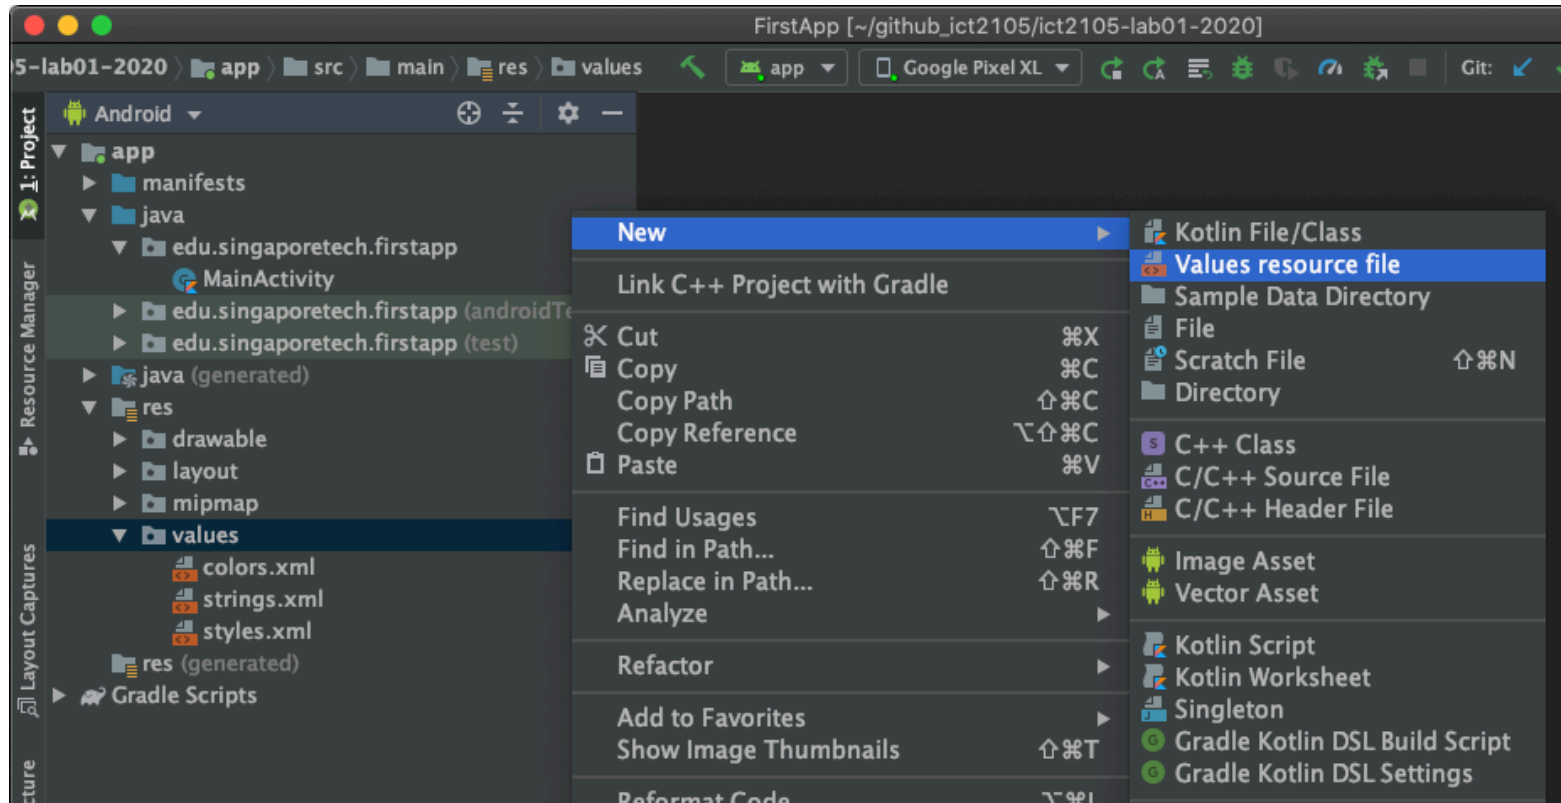 FirstApp [~/github_ict2105/ict2105-lab01-2020]
5-lab01-2020 app src main res values app Google Pixel XL Git:
1: Project
Resource Manager
Layout Captures
Android
app
manifests
java
edu.singaporetech.firstapp
MainActivity
edu.singaporetech.firstapp (androidTe
edu.singaporetech.firstapp (test)
java (generated)
res
drawable
layout
mipmap
values
colors.xml
strings.xml
styles.xml
res (generated)
Gradle Scripts
New
Link C++ Project with Gradle
Cut ⌘X
Copy ⌘C
Copy Path ⇧⌘C
Copy Reference ⌥⇧⌘C
Paste ⌘V
Find Usages ⌥F7
Find in Path... ⇧⌘F
Replace in Path... ⇧⌘R
Analyze
Refactor
Add to Favorites
Show Image Thumbnails ⇧⌘T
Reformat Code ⌥⌘L
Kotlin File/Class
Values resource file
Sample Data Directory
File
Scratch File ⇧⌘N
Directory
C++ Class
C/C++ Source File
C/C++ Header File
Image Asset
Vector Asset
Kotlin Script
Kotlin Worksheet
Singleton
Gradle Kotlin DSL Build Script
Gradle Kotlin DSL Settings